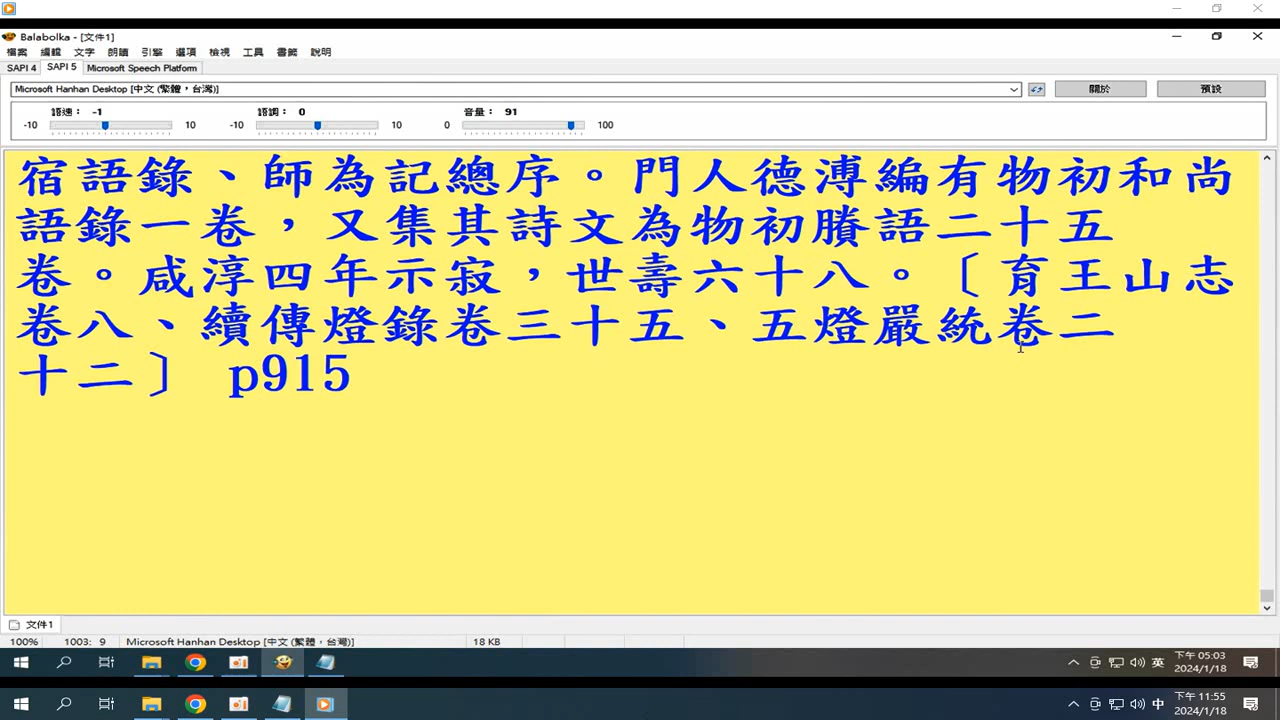 Balabolka - [文件1]
檔案 編輯 文字 朗讀 引擎 選項 檢視 工具 書籤 說明
SAPI 4 SAPI 5 Microsoft Speech Platform
Microsoft Hanhan Desktop [中文 (繁體，台灣)] 關於 預設
語速： -1 語調： 0 音量： 91
-10 10 -10 10 0 100
宿語錄、師為記總序。門人德溥編有物初和尚
語錄一卷，又集其詩文為物初賸語二十五
卷。咸淳四年示寂，世壽六十八。〔育王山志
卷八、續傳燈錄卷三十五、五燈嚴統卷二
十二〕 p915
文件1
100% 1003: 9 Microsoft Hanhan Desktop [中文 (繁體，台灣)] 18 KB
英 下午 05:03
2024/1/18
中 下午 11:55
2024/1/18